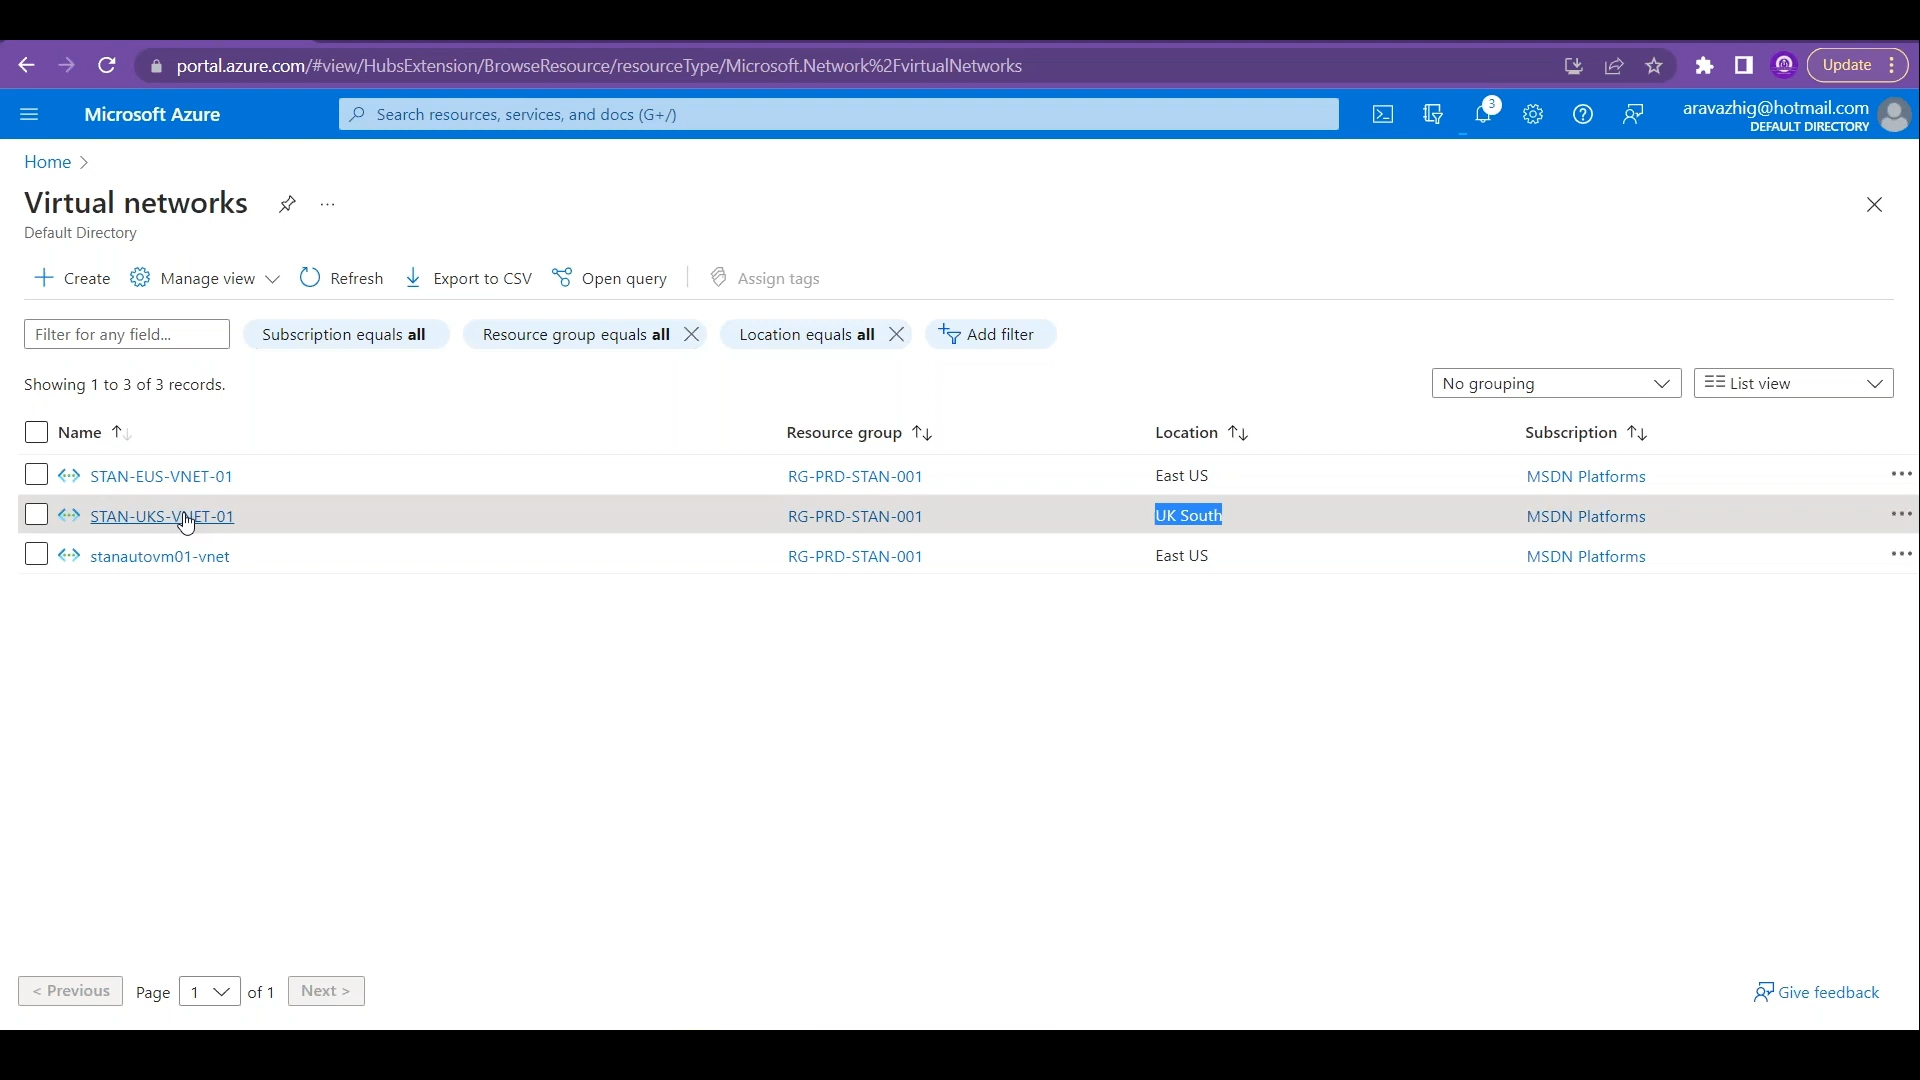 portal.azure.com/#view/HubsExtension/BrowseResource/resourceType/Microsoft.Network%2FvirtualNetworks
Update
Microsoft Azure
Search resources, services, and docs (G+/)
3
aravazhig@hotmail.com
DEFAULT DIRECTORY
Home
Virtual networks
Default Directory
Create
Manage view
Refresh
Export to CSV
Open query
Assign tags
Filter for any field...
Subscription equals all
Resource group equals all
Location equals all
Add filter
Showing 1 to 3 of 3 records.
No grouping
List view
Name
Resource group
Location
Subscription
STAN-EUS-VNET-01
RG-PRD-STAN-001
East US
MSDN Platforms
STAN-UKS-VNET-01
RG-PRD-STAN-001
UK South
MSDN Platforms
stanautovm01-vnet
RG-PRD-STAN-001
East US
MSDN Platforms
< Previous
Page 1 of 1
Next >
Give feedback